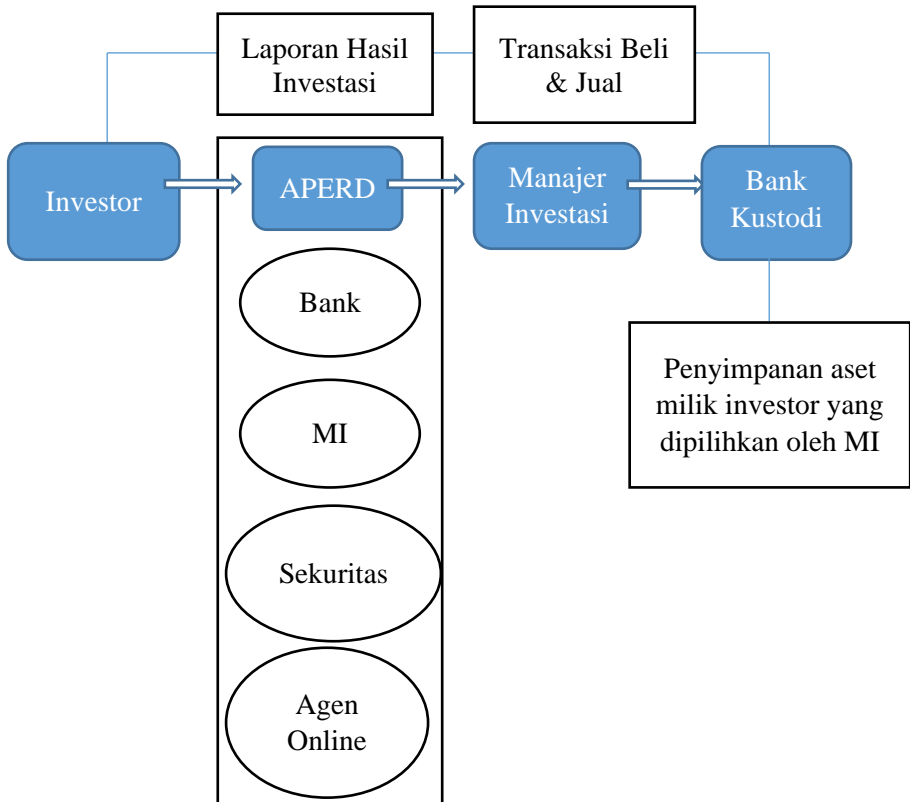 Laporan Hasil
Investasi
Transaksi Beli
& Jual
Investor
APERD
Manajer
Investasi
Bank
Kustodi
Bank
MI
Sekuritas
Agen
Online
Penyimpanan aset
milik investor yang
dipilihkan oleh MI